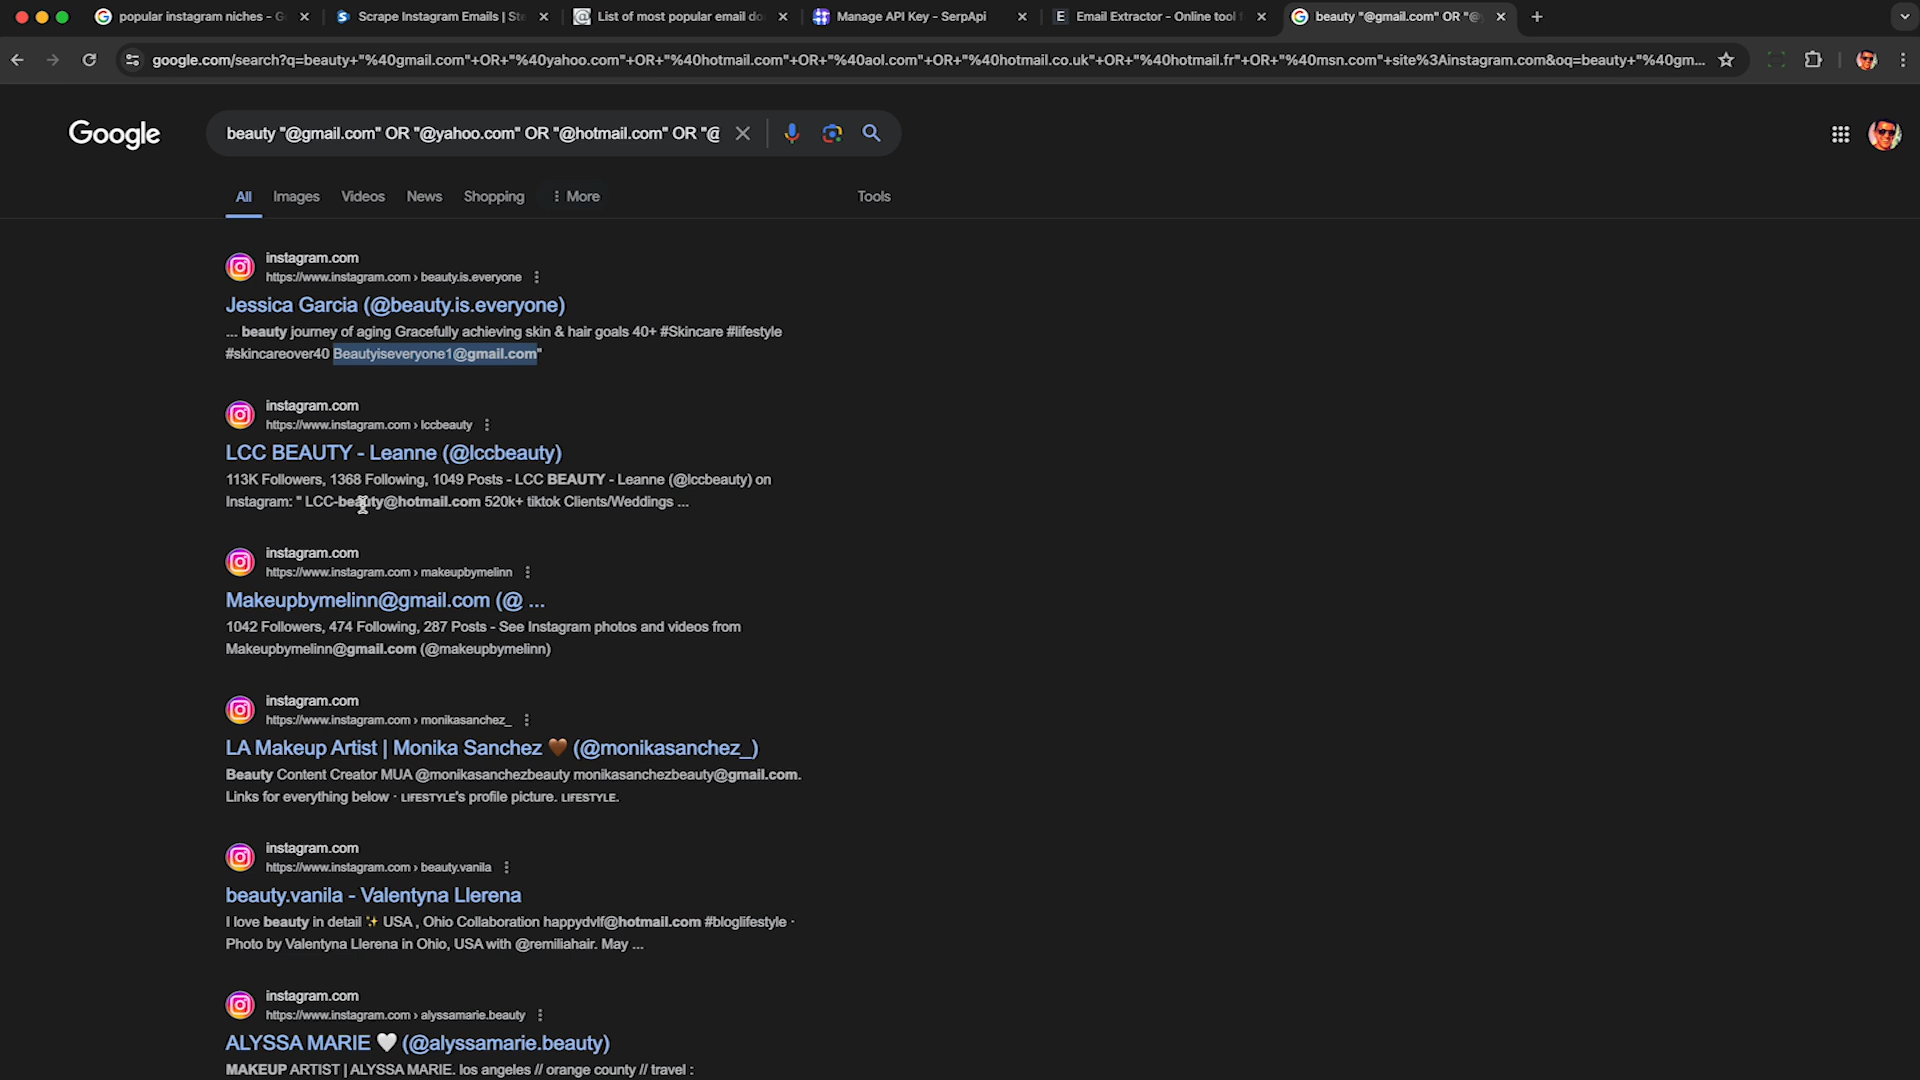 popular instagram niches - G
Scrape Instagram Emails | Ste
List of most popular email do
Manage API Key - SerpApi
Email Extractor - Online tool f
beauty "@gmail.com" OR "@
google.com/search?q=beauty+"%40gmail.com"+OR+"%40yahoo.com"+OR+"%40hotmail.com"+OR+"%40aol.com"+OR+"%40hotmail.co.uk"+OR+"%40hotmail.fr"+OR+"%40msn.com"+site%3Ainstagram.com&oq=beauty+"%40gm...
Google
beauty "@gmail.com" OR "@yahoo.com" OR "@hotmail.com" OR "@
All Images Videos News Shopping More Tools
instagram.com
https://www.instagram.com › beauty.is.everyone
Jessica Garcia (@beauty.is.everyone)
... beauty journey of aging Gracefully achieving skin & hair goals 40+ #Skincare #lifestyle
#skincareover40 Beautyiseveryone1@gmail.com"
instagram.com
https://www.instagram.com › lccbeauty
LCC BEAUTY - Leanne (@lccbeauty)
113K Followers, 1368 Following, 1049 Posts - LCC BEAUTY - Leanne (@lccbeauty) on
Instagram: " LCC-beauty@hotmail.com 520k+ tiktok Clients/Weddings ...
instagram.com
https://www.instagram.com › makeupbymelinn
Makeupbymelinn@gmail.com (@ ...
1042 Followers, 474 Following, 287 Posts - See Instagram photos and videos from
Makeupbymelinn@gmail.com (@makeupbymelinn)
instagram.com
https://www.instagram.com › monikasanchez_
LA Makeup Artist | Monika Sanchez 🤎 (@monikasanchez_)
Beauty Content Creator MUA @monikasanchezbeauty monikasanchezbeauty@gmail.com.
Links for everything below · ʟɪꜰᴇꜱᴛʏʟᴇ's profile picture. ʟɪꜰᴇꜱᴛʏʟᴇ.
instagram.com
https://www.instagram.com › beauty.vanila
beauty.vanila - Valentyna Llerena
I love beauty in detail ✨ USA , Ohio Collaboration happydvlf@hotmail.com #bloglifestyle ·
Photo by Valentyna Llerena in Ohio, USA with @remiliahair. May ...
instagram.com
https://www.instagram.com › alyssamarie.beauty
ALYSSA MARIE 🤍 (@alyssamarie.beauty)
MAKEUP ARTIST | ALYSSA MARIE. los angeles // orange county // travel :